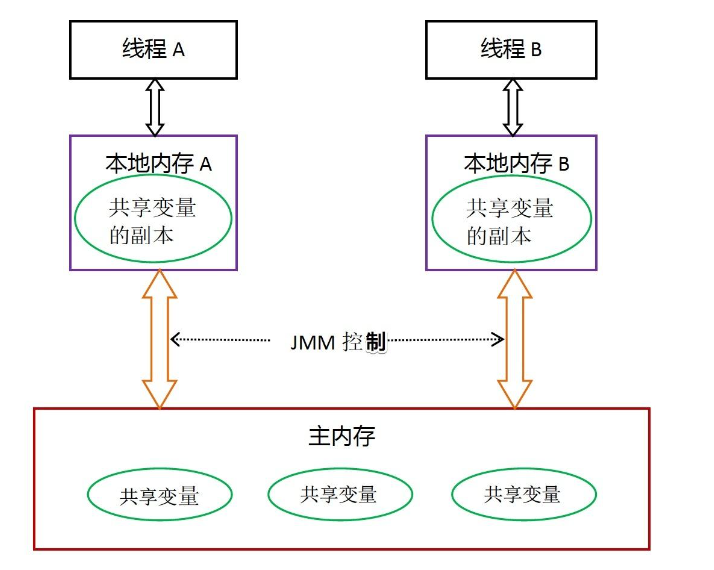 线程 A
线程 B
本地内存 A
本地内存 B
共享变量
的副本
共享变量
的副本
JMM 控制
主内存
共享变量
共享变量
共享变量